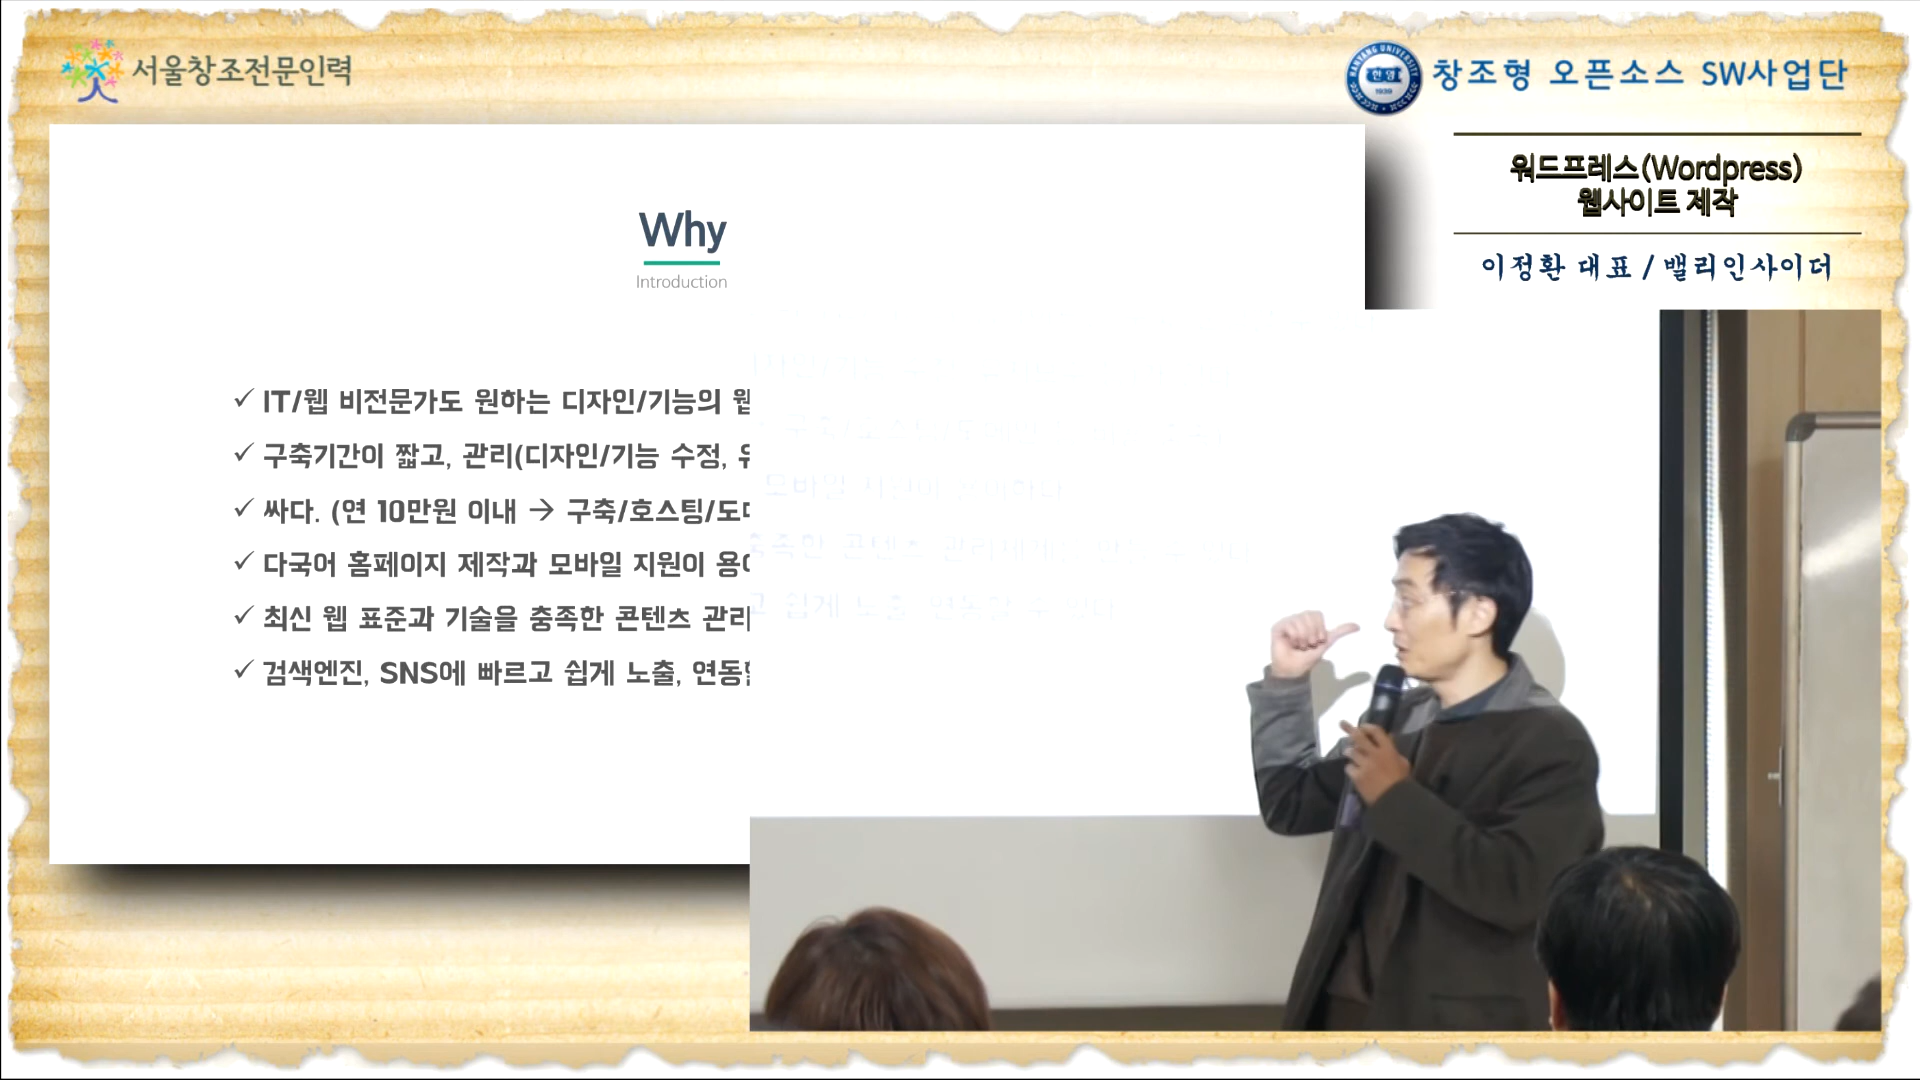 서울창조전문인력
HANYANG UNIVERSITY
한양
1939
창조형 오픈소스 SW사업단
워드프레스(Wordpress)
웹사이트 제작
이정환 대표 / 밸리인사이더
Why
Introduction
✓ IT/웹 비전문가도 원하는 디자인/기능의 웹
✓ 구축기간이 짧고, 관리(디자인/기능 수정,
✓ 싸다. (연 10만원 이내 → 구축/호스팅/도
✓ 다국어 홈페이지 제작과 모바일 지원이
✓ 최신 웹 표준과 기술을 충족한 콘텐츠 관리
✓ 검색엔진, SNS에 빠르고 쉽게 노출,